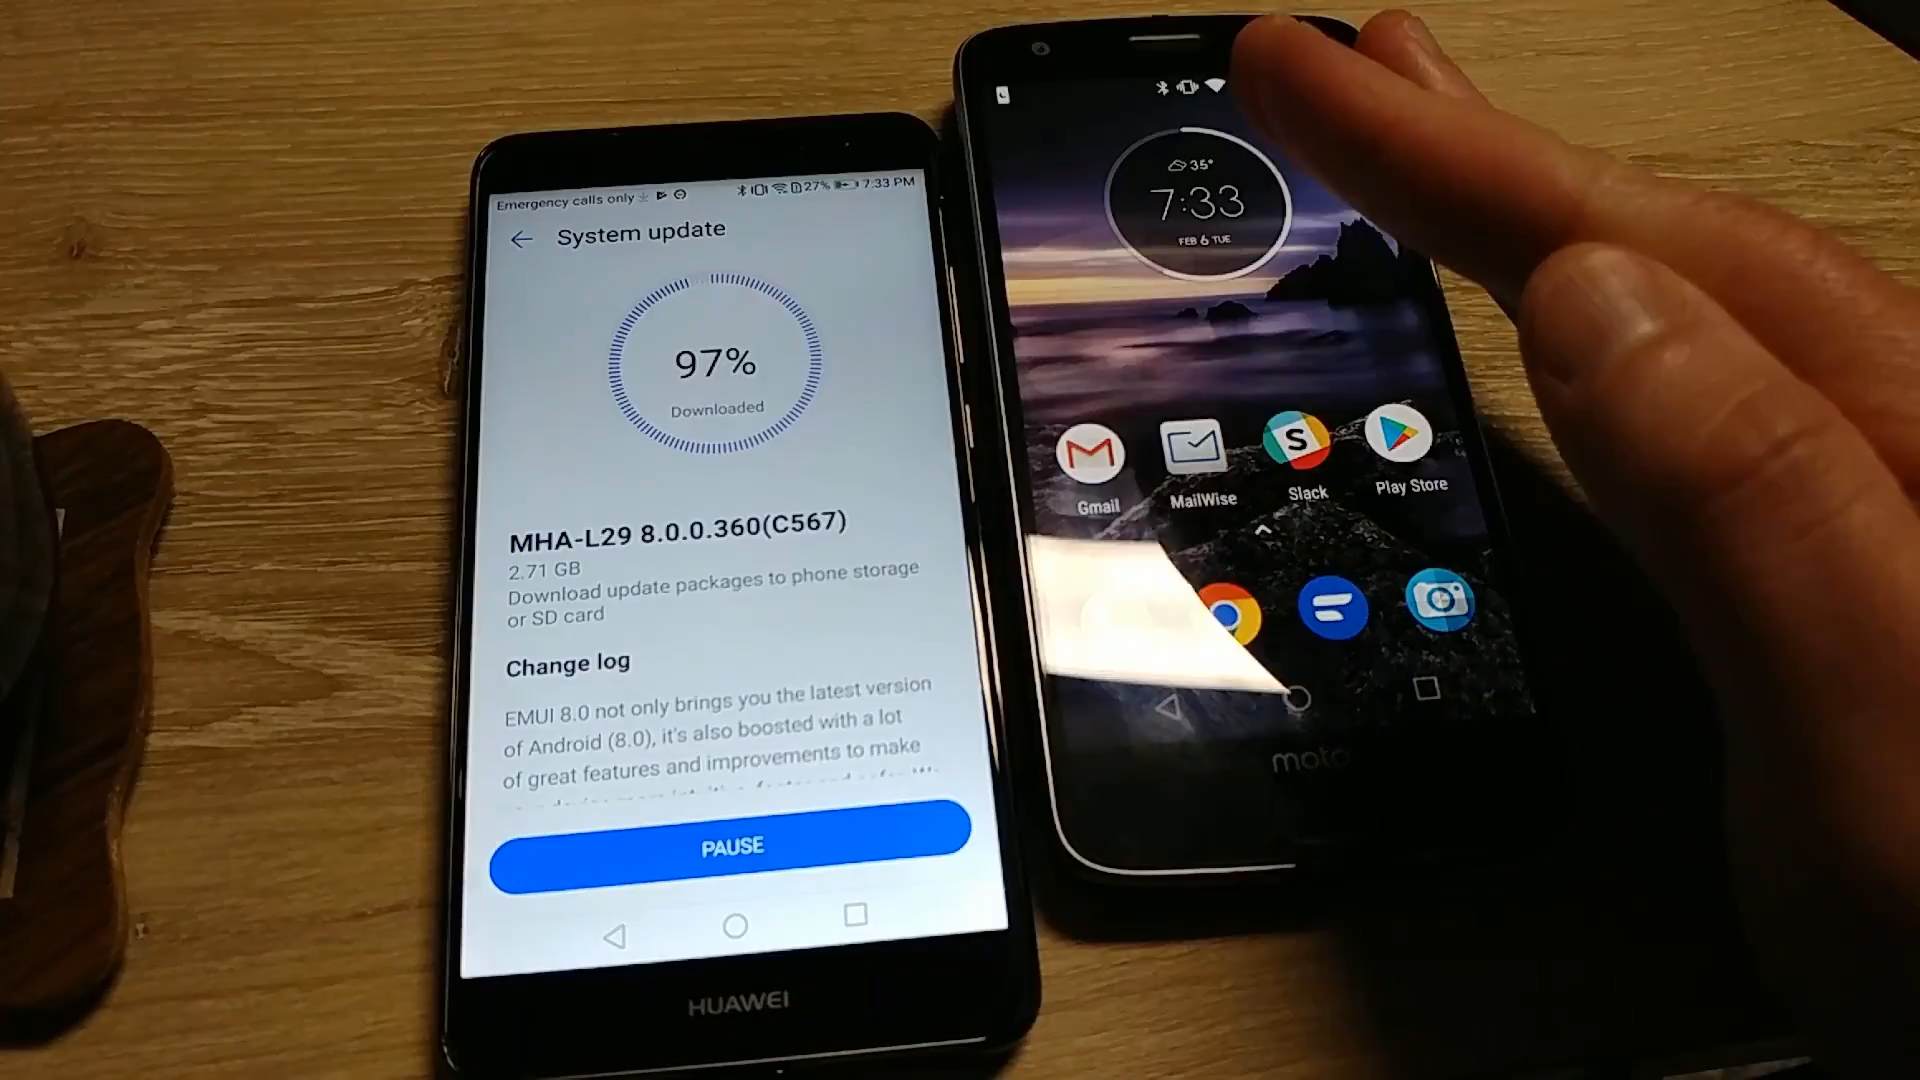 Emergency calls only
27% 7:33 PM
System update
97%
Downloaded
MHA-L29 8.0.0.360(C567)
2.71 GB
Download update packages to phone storage
or SD card
Change log
EMUI 8.0 not only brings you the latest version
of Android (8.0), it's also boosted with a lot
of great features and improvements to make
PAUSE
HUAWEI
35°
7:33
FEB 6 TUE
S
Gmail
MailWise
Slack
Play Store
moto